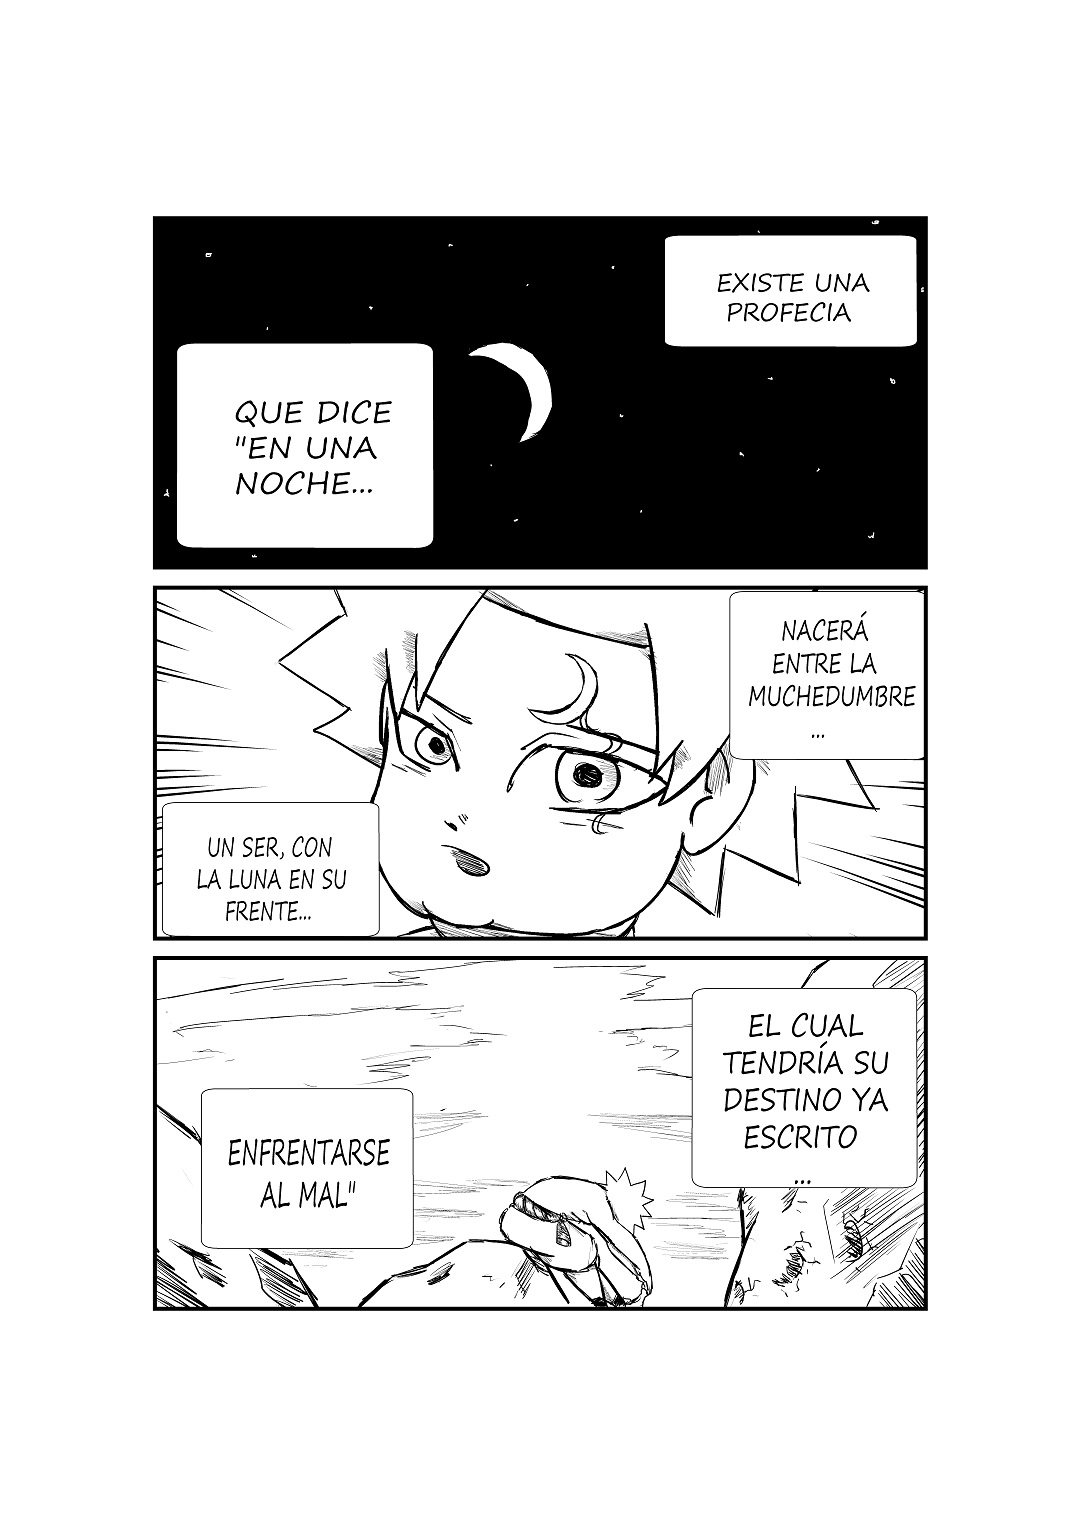 EXISTE UNA
PROFECIA
QUE DICE
"EN UNA
NOCHE...
NACERÁ
ENTRE LA
MUCHEDUMBRE
...
UN SER, CON
LA LUNA EN SU
FRENTE...
EL CUAL
TENDRÍA SU
DESTINO YA
ESCRITO
...
ENFRENTARSE
AL MAL"